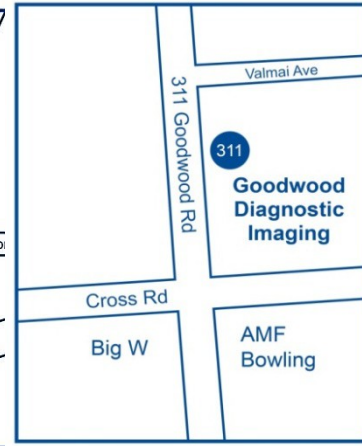 Valmai Ave
311 Goodwood Rd
311
Goodwood
Diagnostic
Imaging
Cross Rd
Big W
AMF
Bowling